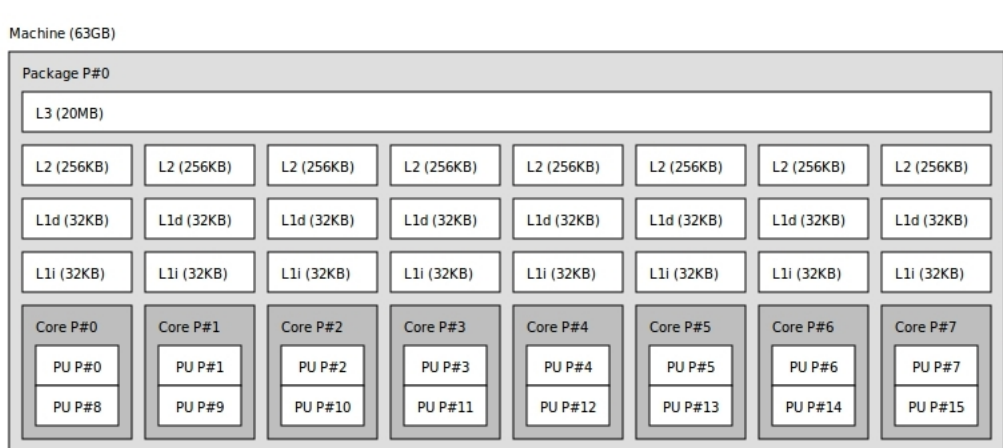 Machine (63GB)
Package P#0
L3 (20MB)
L2 (256KB) L2 (256KB) L2 (256KB) L2 (256KB) L2 (256KB) L2 (256KB) L2 (256KB) L2 (256KB)
L1d (32KB) L1d (32KB) L1d (32KB) L1d (32KB) L1d (32KB) L1d (32KB) L1d (32KB) L1d (32KB)
L1i (32KB) L1i (32KB) L1i (32KB) L1i (32KB) L1i (32KB) L1i (32KB) L1i (32KB) L1i (32KB)
Core P#0 Core P#1 Core P#2 Core P#3 Core P#4 Core P#5 Core P#6 Core P#7
PU P#0 PU P#1 PU P#2 PU P#3 PU P#4 PU P#5 PU P#6 PU P#7
PU P#8 PU P#9 PU P#10 PU P#11 PU P#12 PU P#13 PU P#14 PU P#15